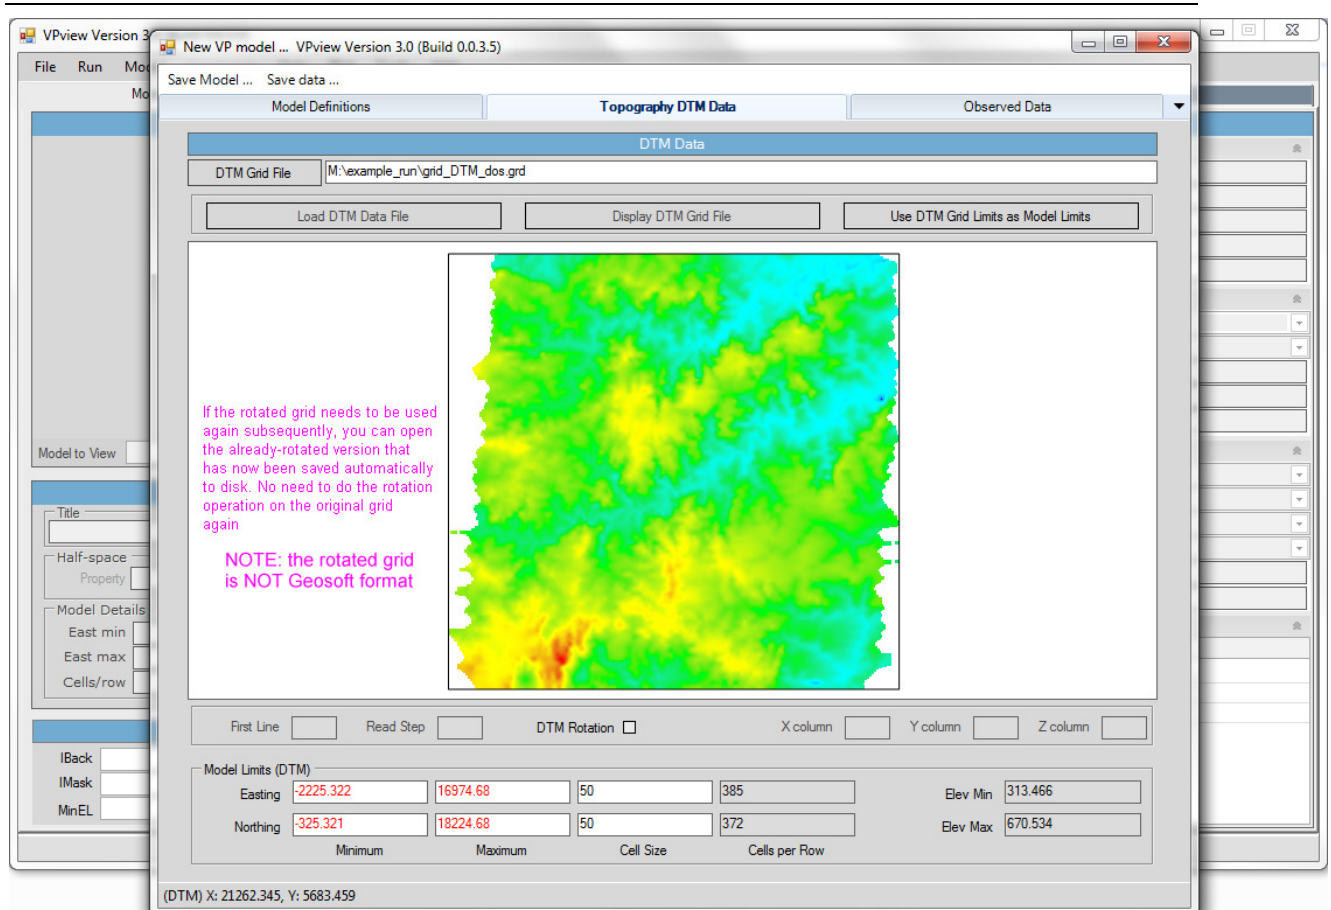 VPview Version 3
File Run Mod
Mo
Model to View
Title
Half-space
Property
Model Details
East min
East max
Cells/row
IBack
IMask
MinEL
New VP model ... VPview Version 3.0 (Build 0.0.3.5)
Save Model ... Save data ...
Model Definitions Topography DTM Data Observed Data
DTM Data
DTM Grid File M:\example_run\grid_DTM_dos.grd
Load DTM Data File Display DTM Grid File Use DTM Grid Limits as Model Limits
If the rotated grid needs to be used
again subsequently, you can open
the already-rotated version that
has now been saved automatically
to disk. No need to do the rotation
operation on the original grid
again
NOTE: the rotated grid
is NOT Geosoft format
First Line Read Step DTM Rotation X column Y column Z column
Model Limits (DTM)
Easting -2225.322 16974.68 50 385 Elev Min 313.466
Northing -325.321 18224.68 50 372 Elev Max 670.534
Minimum Maximum Cell Size Cells per Row
(DTM) X: 21262.345, Y: 5683.459